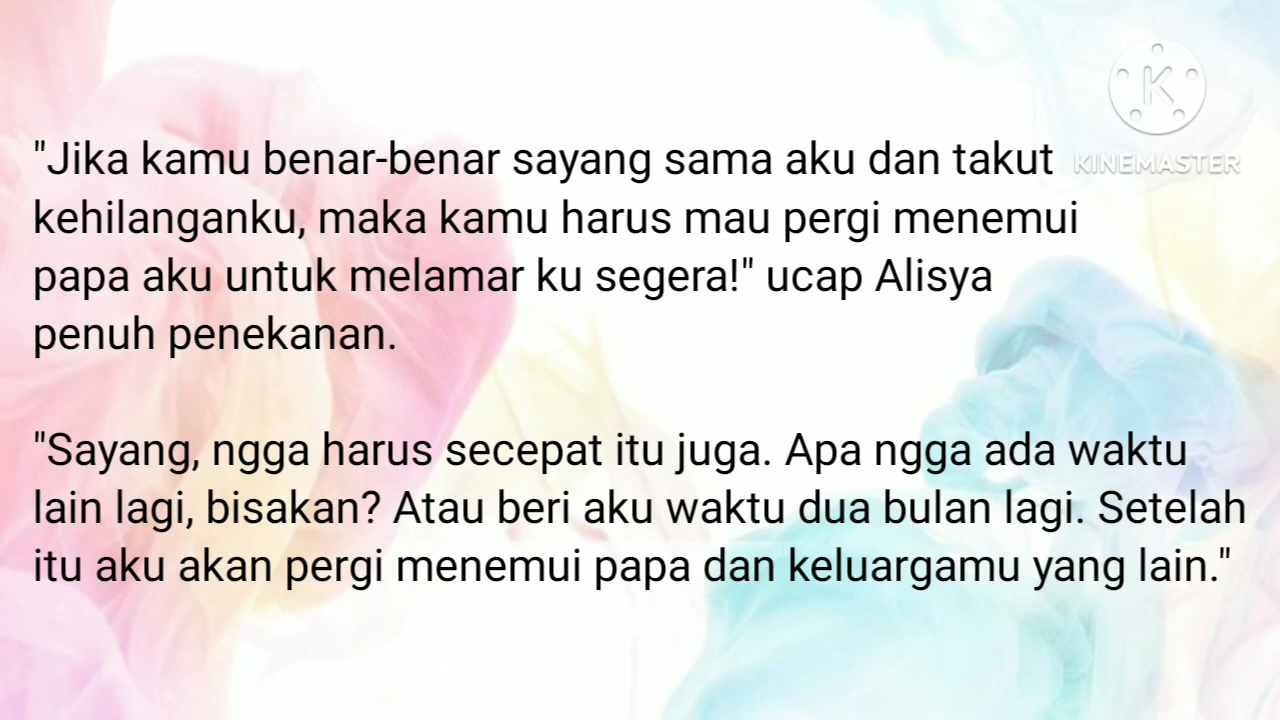 "Jika kamu benar-benar sayang sama aku dan takut
kehilanganku, maka kamu harus mau pergi menemui
papa aku untuk melamar ku segera!" ucap Alisya
penuh penekanan.
"Sayang, ngga harus secepat itu juga. Apa ngga ada waktu
lain lagi, bisakan? Atau beri aku waktu dua bulan lagi. Setelah
itu aku akan pergi menemui papa dan keluargamu yang lain."
K
KINEMASTER